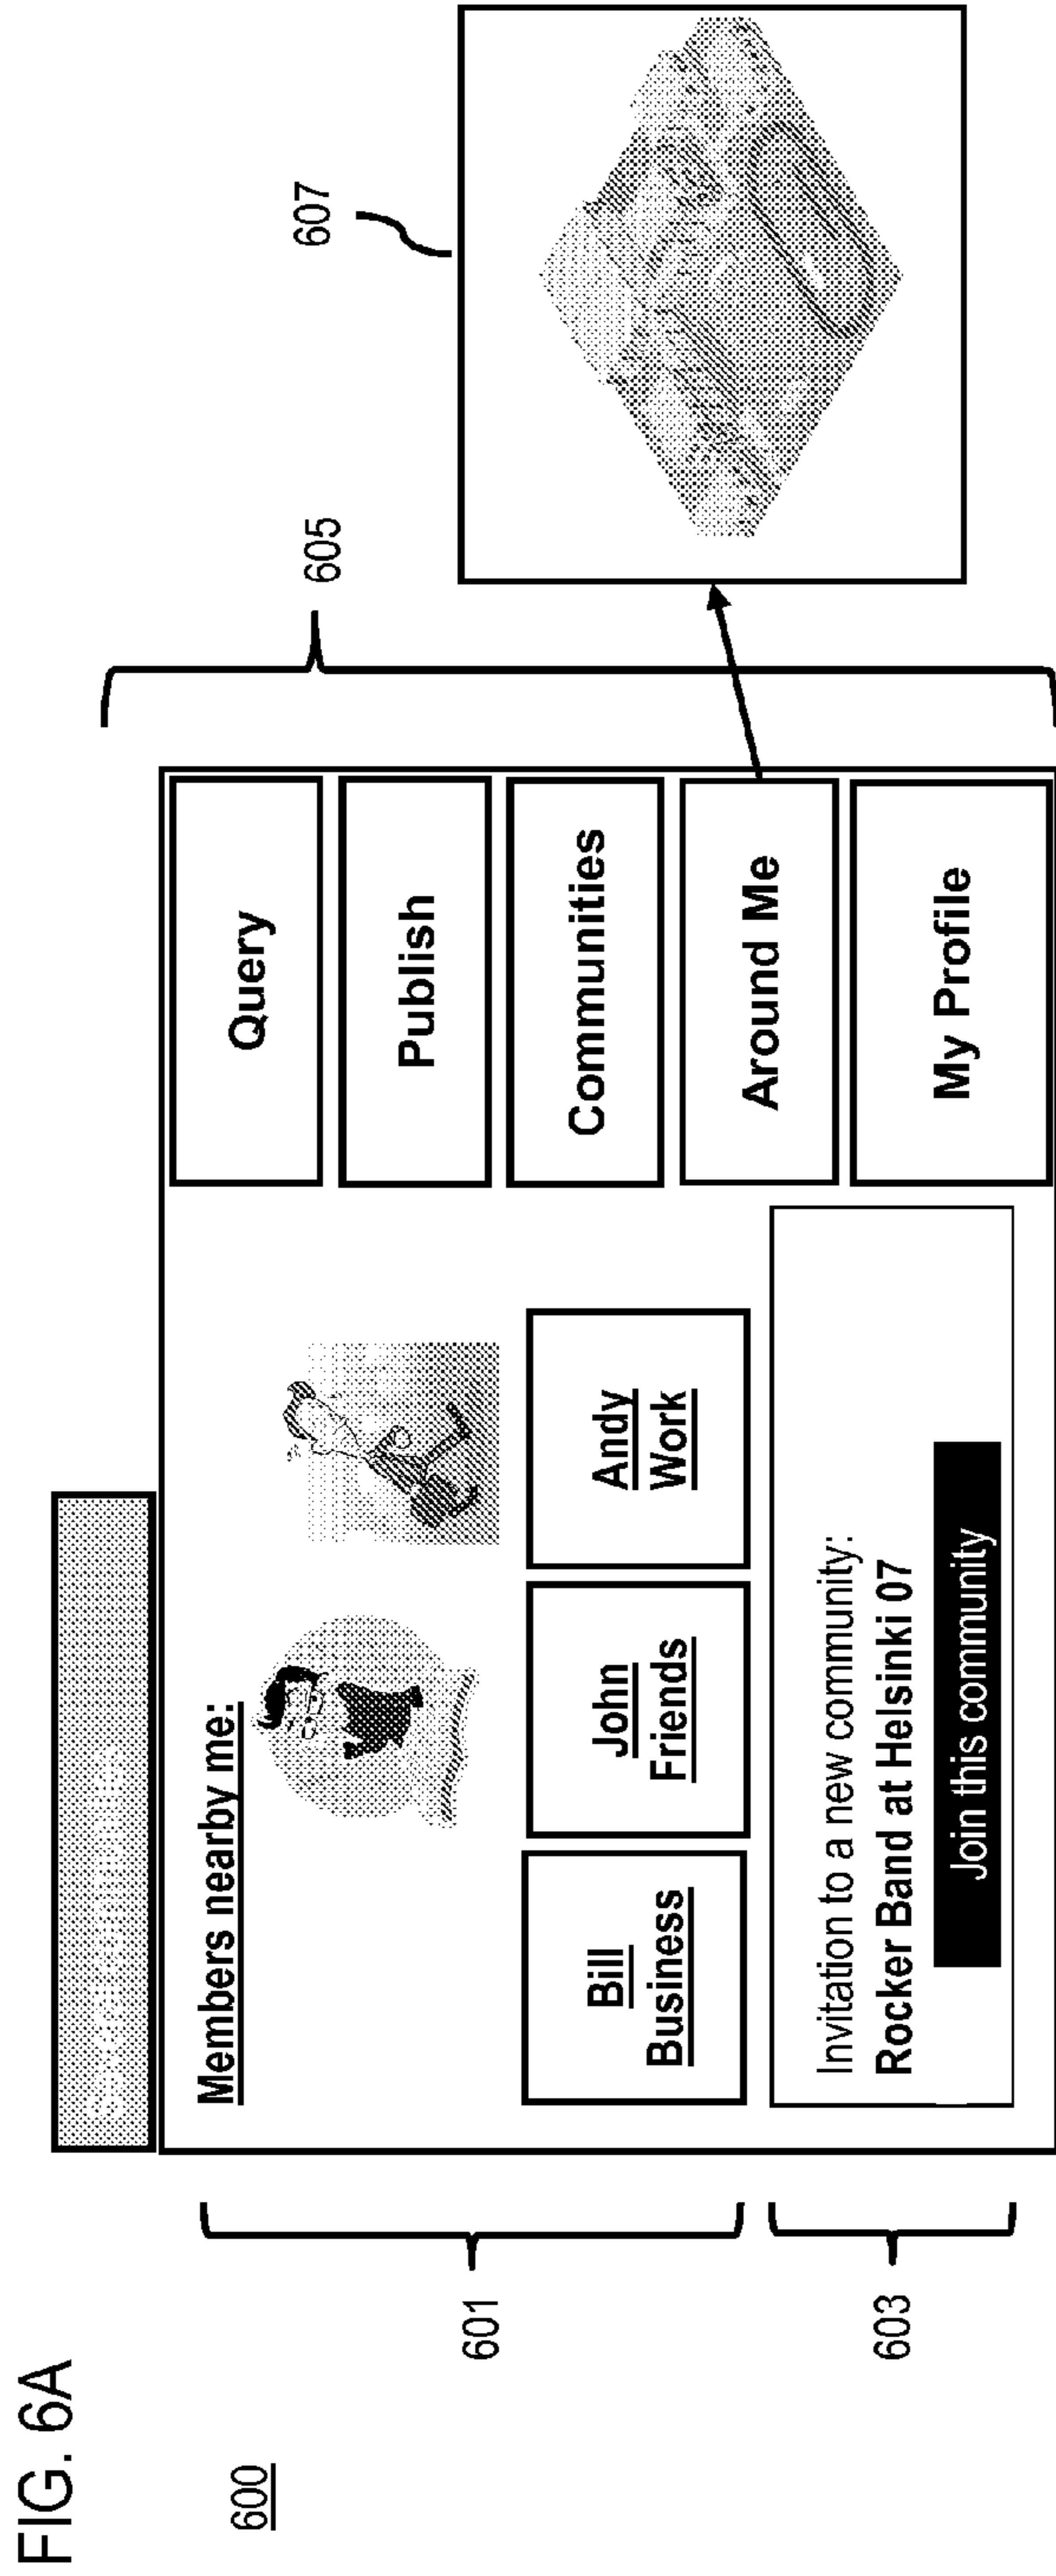 FIG. 6A
600
601
603
605
607
Members nearby me:
Bill
Business
John
Friends
Andy
Work
Invitation to a new community:
Rocker Band at Helsinki 07
Join this community
Query
Publish
Communities
Around Me
My Profile